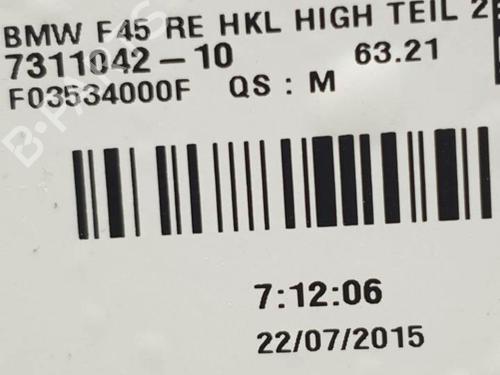 BMW F45 RE HKL HIGH TEIL 2
7311042-10 63.21
F03534000F QS : M
B-PARTS
7:12:06
22/07/2015